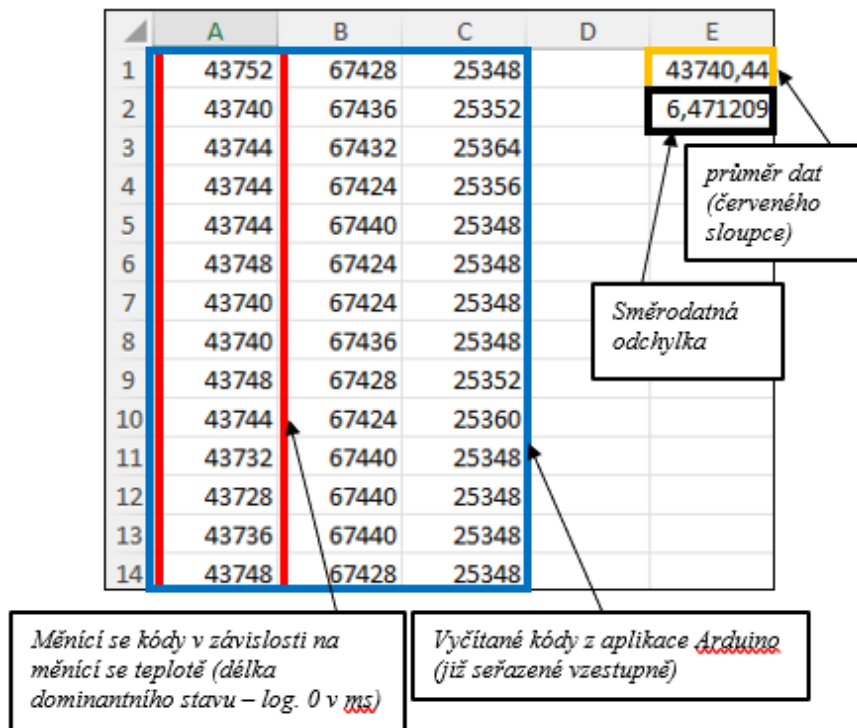 A B C D E
1 43752 67428 25348 43740,44
2 43740 67436 25352 6,471209
3 43744 67432 25364
4 43744 67424 25356
5 43744 67440 25348
6 43748 67424 25348
7 43740 67424 25348
8 43740 67436 25348
9 43748 67428 25352
10 43744 67424 25360
11 43732 67440 25348
12 43728 67440 25348
13 43736 67440 25348
14 43748 67428 25348
průměr dat
(červeného
sloupce)
Směrodatná
odchylka
Měnící se kódy v závislosti na
měnící se teplotě (délka
dominantního stavu – log. 0 v ms)
Vyčítané kódy z aplikace Arduino
(již seřazené vzestupně)